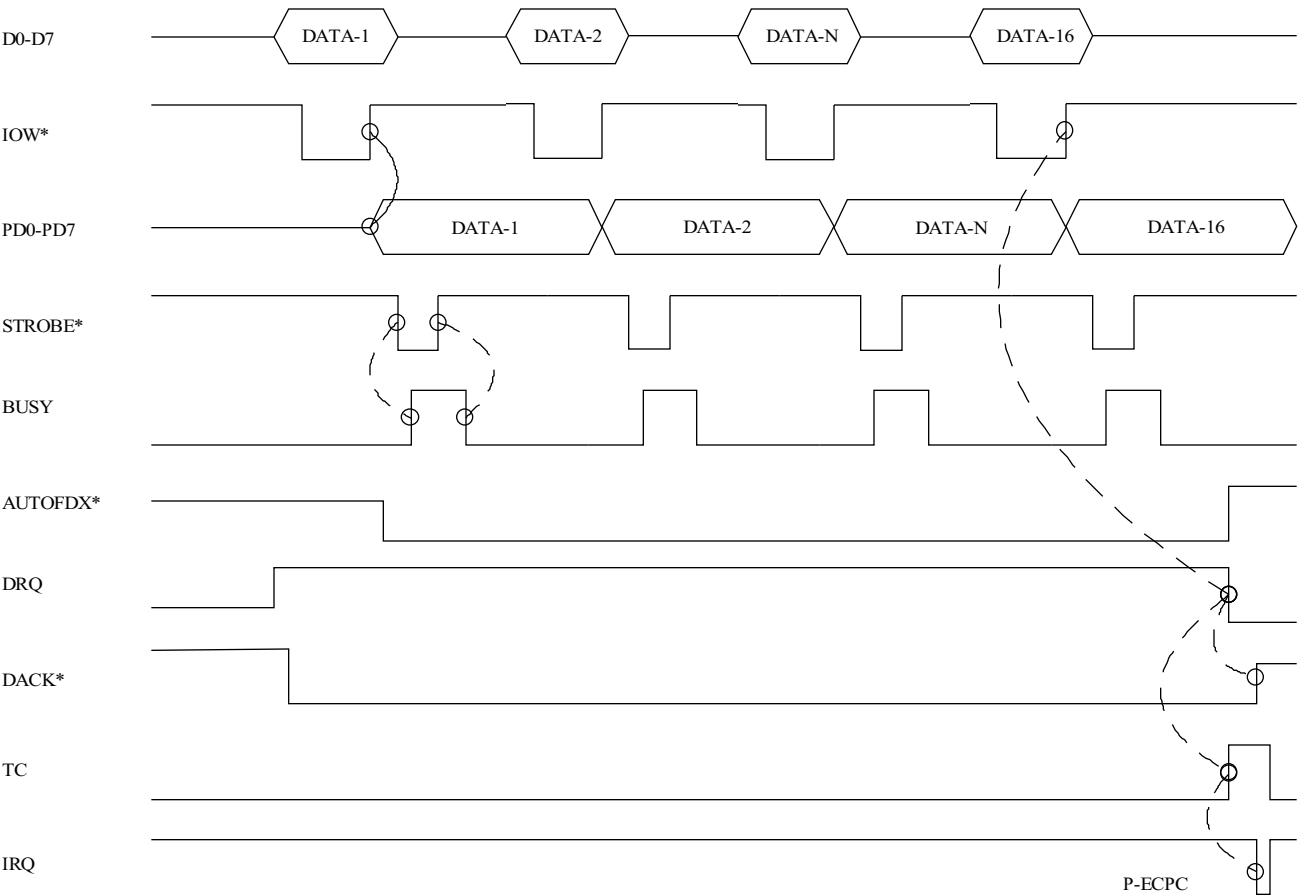 D0-D7 DATA-1 DATA-2 DATA-N DATA-16
IOW*
PD0-PD7 DATA-1 DATA-2 DATA-N DATA-16
STROBE*
BUSY
AUTOFDX*
DRQ
DACK*
TC
IRQ
P-ECPC